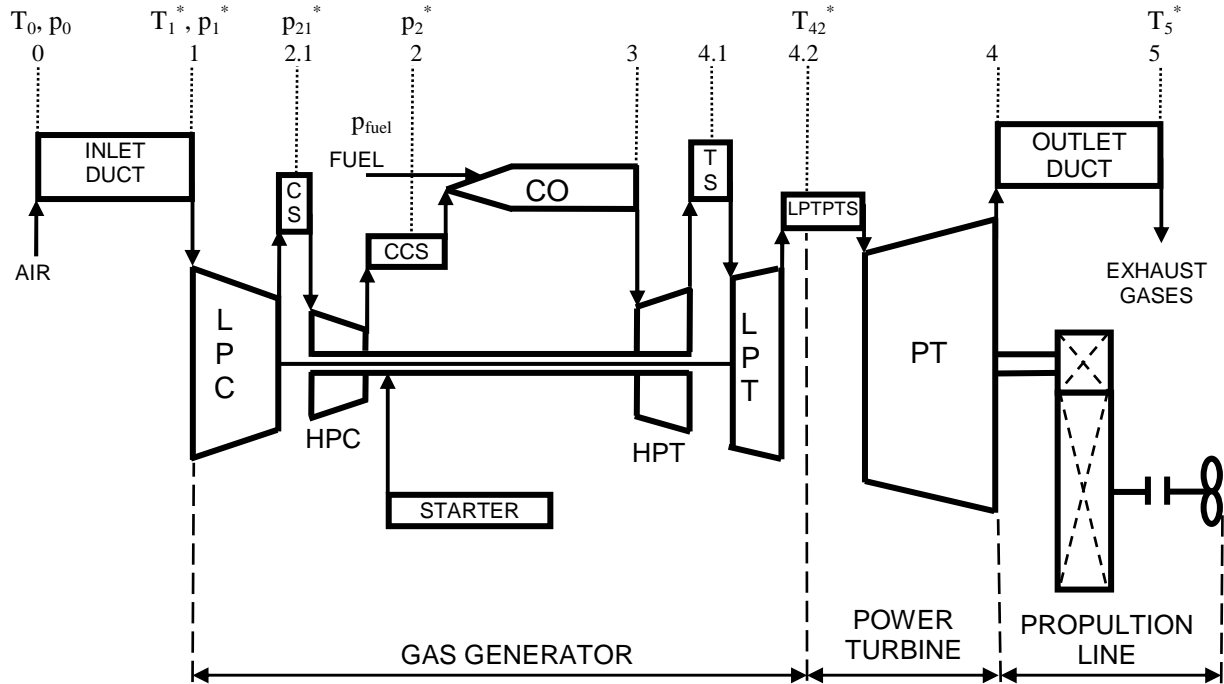 T0, p0 T1*, p1* p21* p2* T42* T5*
0 1 2.1 2 3 4.1 4.2 4 5
INLET
DUCT
AIR
C
S
CCS
pfuel
FUEL
CO
T
S
LPTPTS
OUTLET
DUCT
EXHAUST
GASES
L
P
C
HPC
HPT
L
P
T
PT
STARTER
GAS GENERATOR
POWER
TURBINE
PROPULTION
LINE